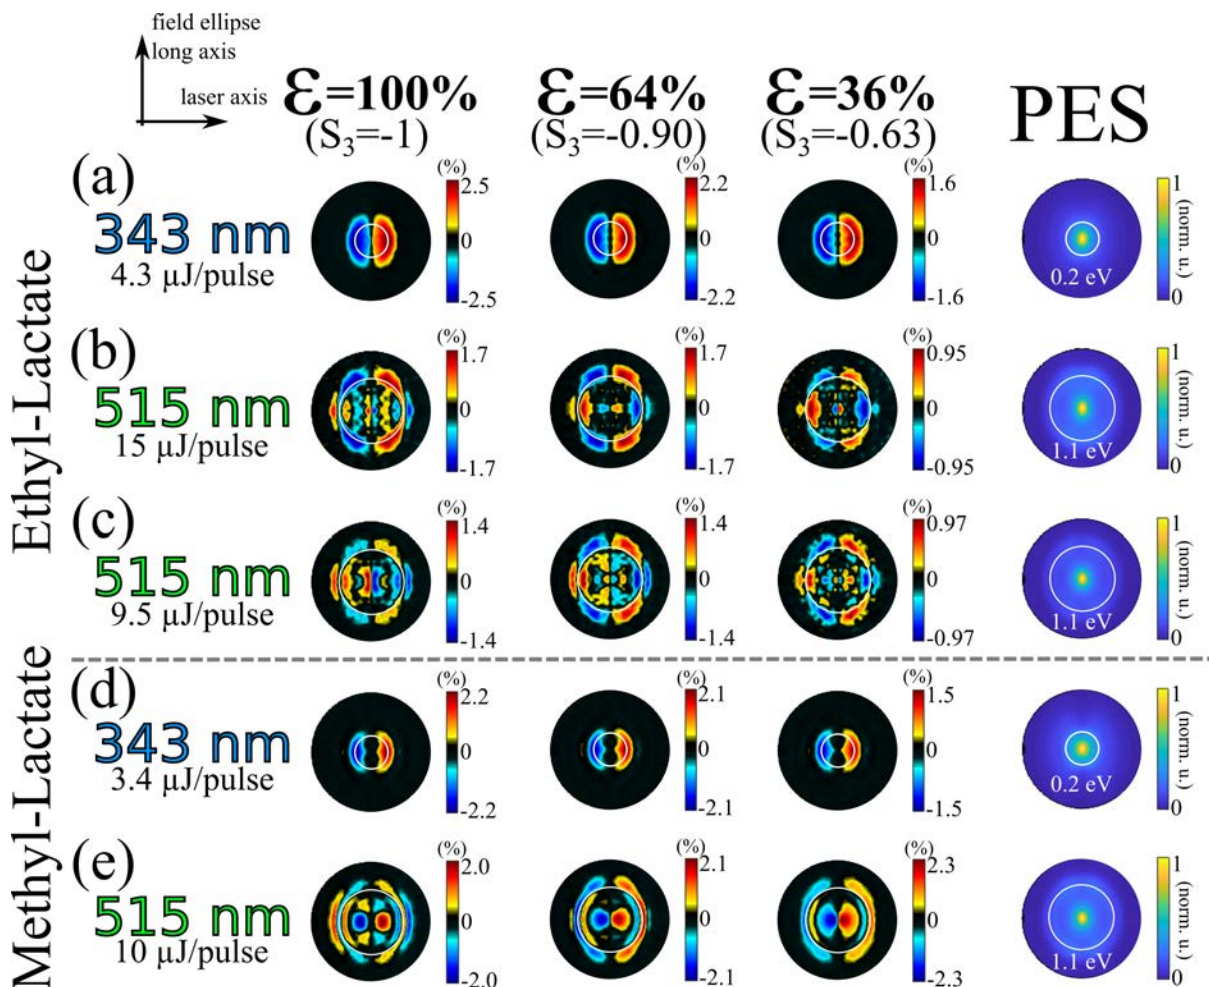 field ellipse
long axis
laser axis
ε=100%
(S3=-1)
ε=64%
(S3=-0.90)
ε=36%
(S3=-0.63)
PES
Ethyl-Lactate
(a)
343 nm
4.3 µJ/pulse
(%)
2.5
0
-2.5
(%)
2.2
0
-2.2
(%)
1.6
0
-1.6
0.2 eV
1
(norm. u.)
0
(b)
515 nm
15 µJ/pulse
(%)
1.7
0
-1.7
(%)
1.7
0
-1.7
(%)
0.95
0
-0.95
1.1 eV
1
(norm. u.)
0
(c)
515 nm
9.5 µJ/pulse
(%)
1.4
0
-1.4
(%)
1.4
0
-1.4
(%)
0.97
0
-0.97
1.1 eV
1
(norm. u.)
0
Methyl-Lactate
(d)
343 nm
3.4 µJ/pulse
(%)
2.2
0
-2.2
(%)
2.1
0
-2.1
(%)
1.5
0
-1.5
0.2 eV
1
(norm. u.)
0
(e)
515 nm
10 µJ/pulse
(%)
2.0
0
-2.0
(%)
2.1
0
-2.1
(%)
2.3
0
-2.3
1.1 eV
1
(norm. u.)
0